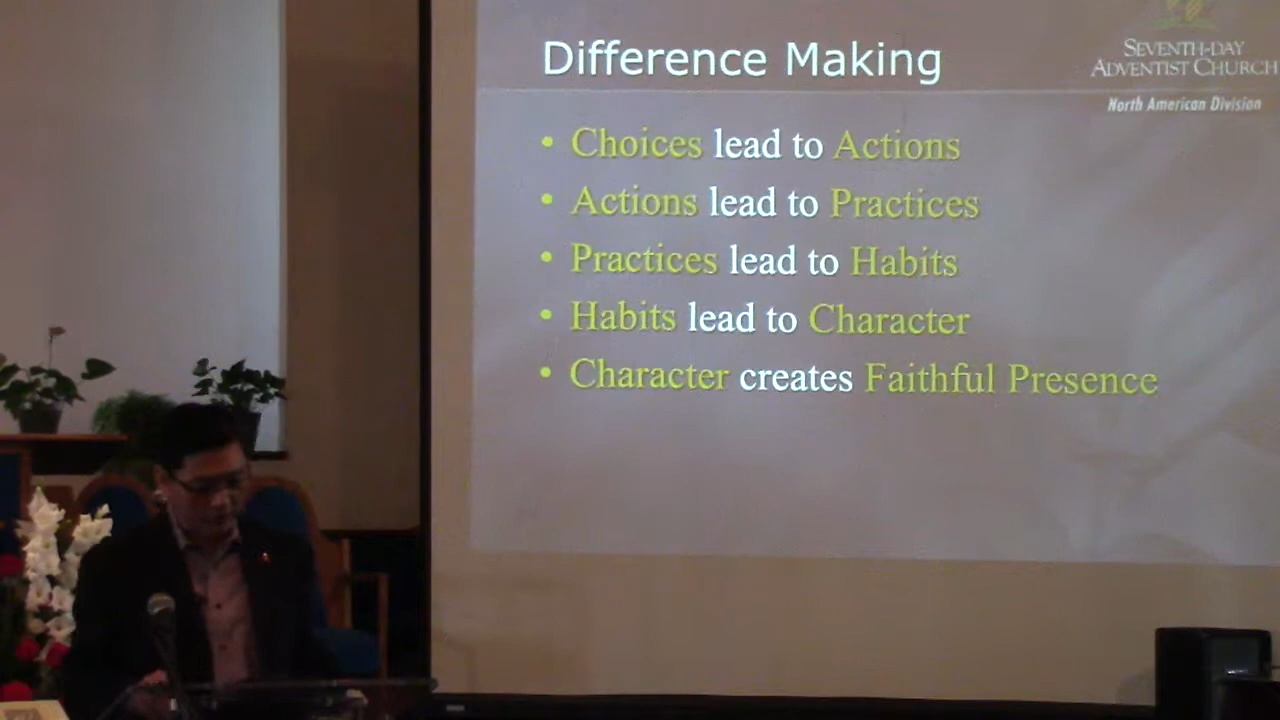 Difference Making
SEVENTH-DAY
ADVENTIST CHURCH
North American Division
• Choices lead to Actions
• Actions lead to Practices
• Practices lead to Habits
• Habits lead to Character
• Character creates Faithful Presence